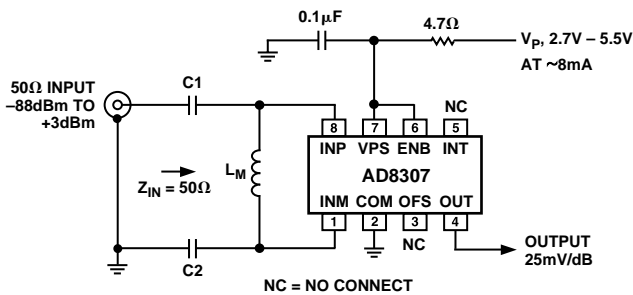 0.1μF
4.7Ω
VP, 2.7V – 5.5V
AT ~8mA
50Ω INPUT
–88dBm TO
+3dBm
C1
NC
8 7 6 5
INP VPS ENB INT
LM
AD8307
ZIN = 50Ω
INM COM OFS OUT
1 2 3 4
NC
OUTPUT
25mV/dB
C2
NC = NO CONNECT